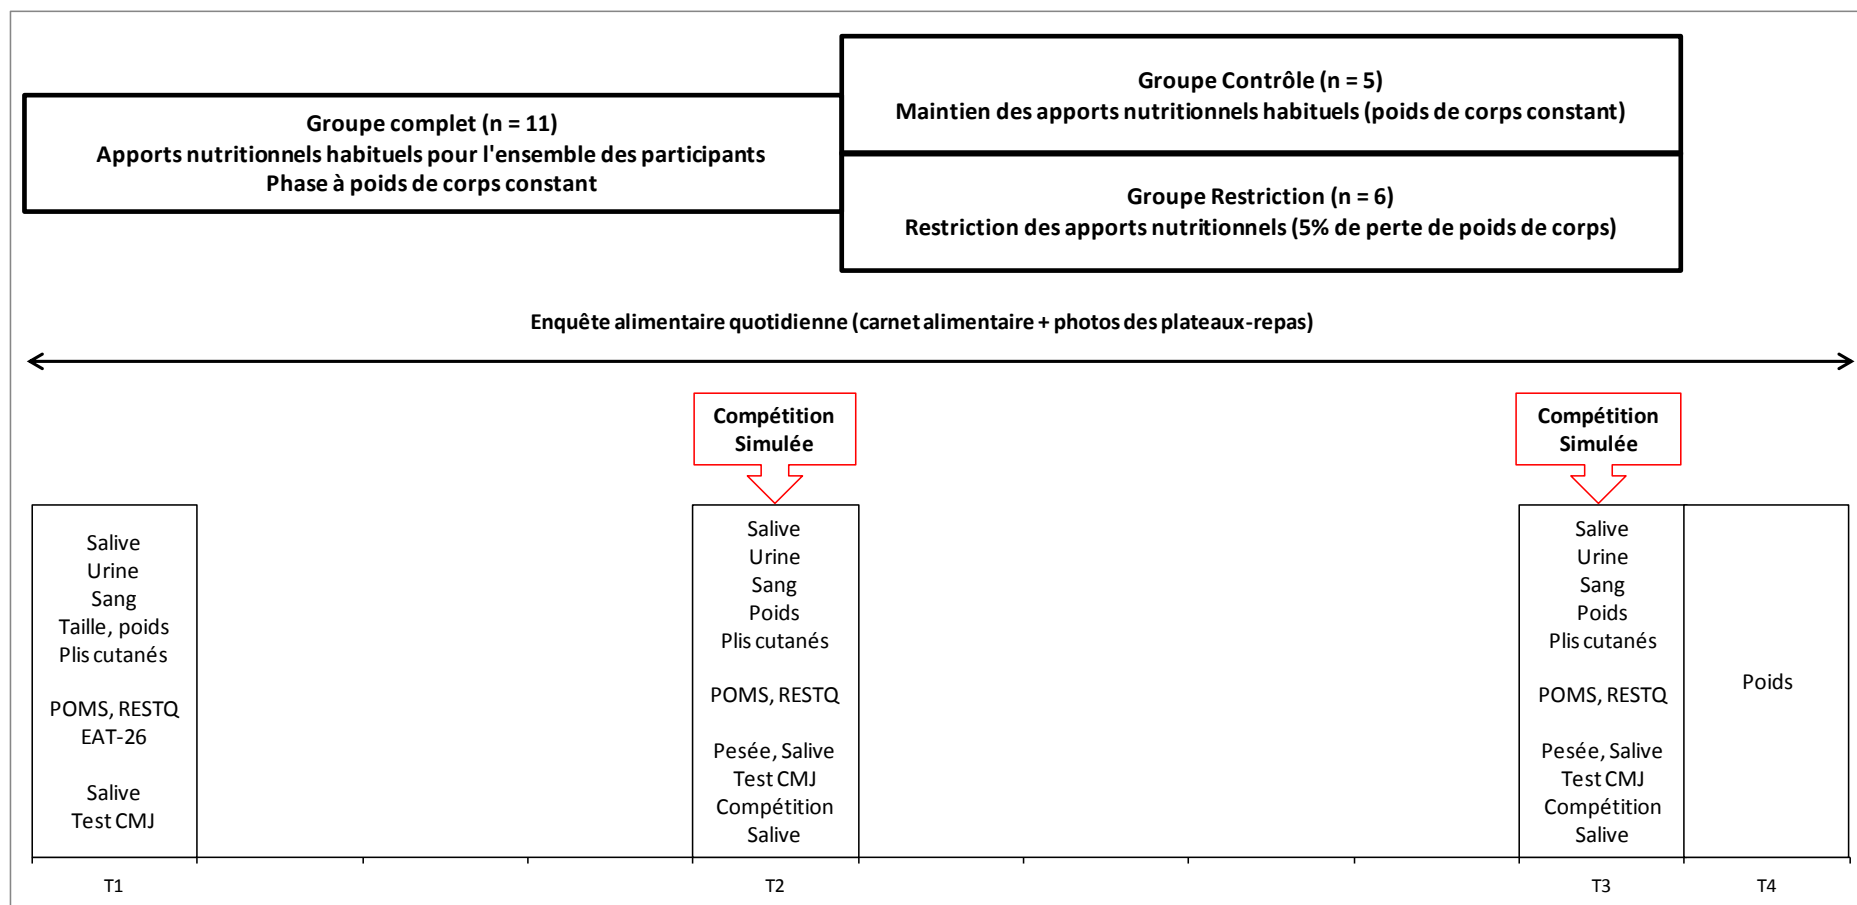 Groupe complet (n = 11)
Apports nutritionnels habituels pour l'ensemble des participants
Phase à poids de corps constant
Groupe Contrôle (n = 5)
Maintien des apports nutritionnels habituels (poids de corps constant)
Groupe Restriction (n = 6)
Restriction des apports nutritionnels (5% de perte de poids de corps)
Enquête alimentaire quotidienne (carnet alimentaire + photos des plateaux-repas)
Compétition
Simulée
Compétition
Simulée
Salive
Urine
Sang
Taille, poids
Plis cutanés
POMS, RESTQ
EAT-26
Salive
Test CMJ
Salive
Urine
Sang
Poids
Plis cutanés
POMS, RESTQ
Pesée, Salive
Test CMJ
Compétition
Salive
Salive
Urine
Sang
Poids
Plis cutanés
POMS, RESTQ
Pesée, Salive
Test CMJ
Compétition
Salive
Poids
T1
T2
T3
T4